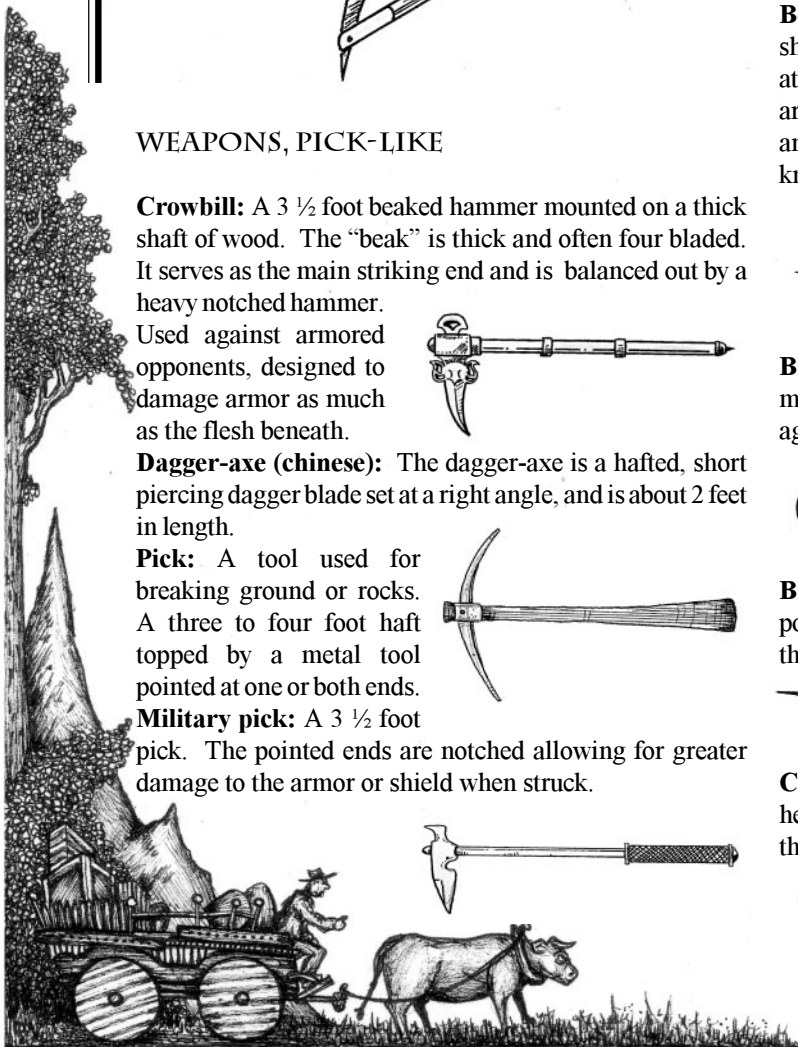 WEAPONS, PICK-LIKE
Crowbill: A 3 ½ foot beaked hammer mounted on a thick
shaft of wood. The “beak” is thick and often four bladed.
It serves as the main striking end and is balanced out by a
heavy notched hammer.
Used against armored
opponents, designed to
damage armor as much
as the flesh beneath.
Dagger-axe (chinese): The dagger-axe is a hafted, short
piercing dagger blade set at a right angle, and is about 2 feet
in length.
Pick: A tool used for
breaking ground or rocks.
A three to four foot haft
topped by a metal tool
pointed at one or both ends.
Military pick: A 3 ½ foot
pick. The pointed ends are notched allowing for greater
damage to the armor or shield when struck.